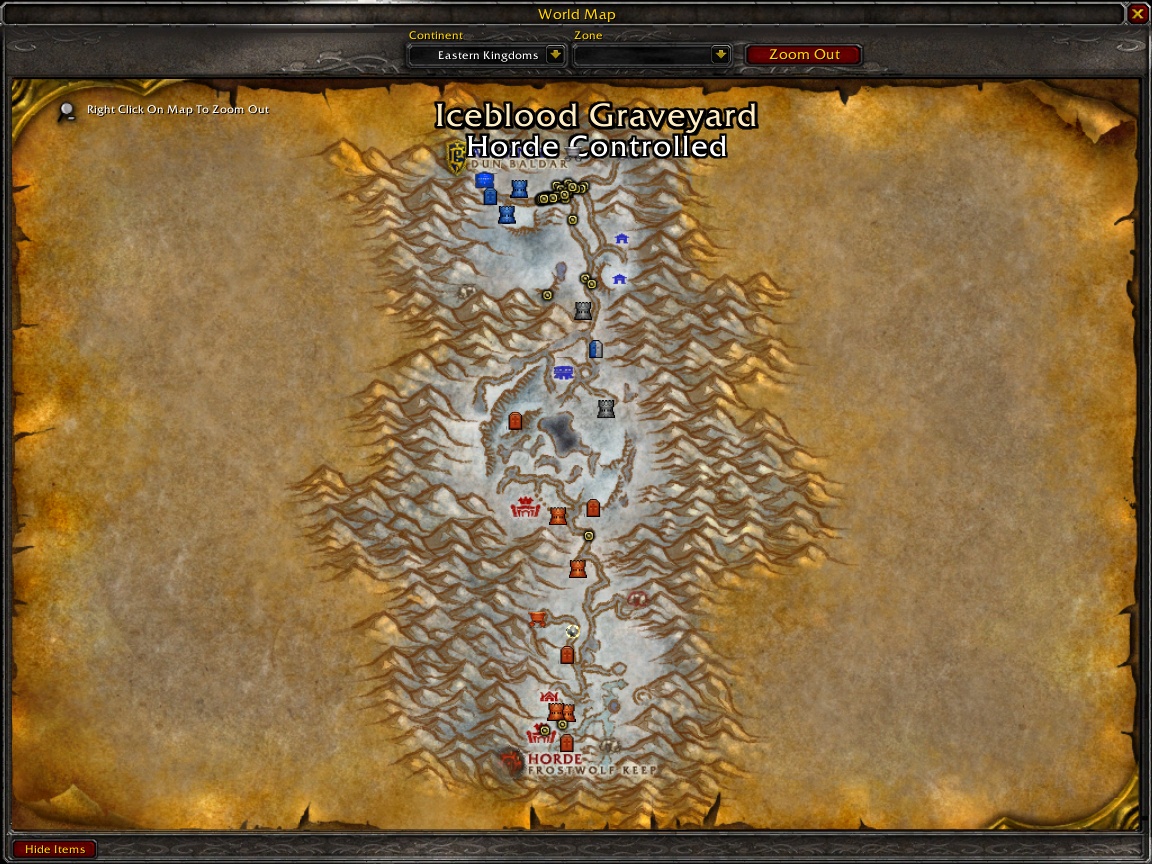 World Map
Continent
Zone
Eastern Kingdoms
Zoom Out
Right Click On Map To Zoom Out
Iceblood Graveyard
Horde Controlled
DUN BALDAR
HORDE
FROSTWOLF KEEP
Hide Items